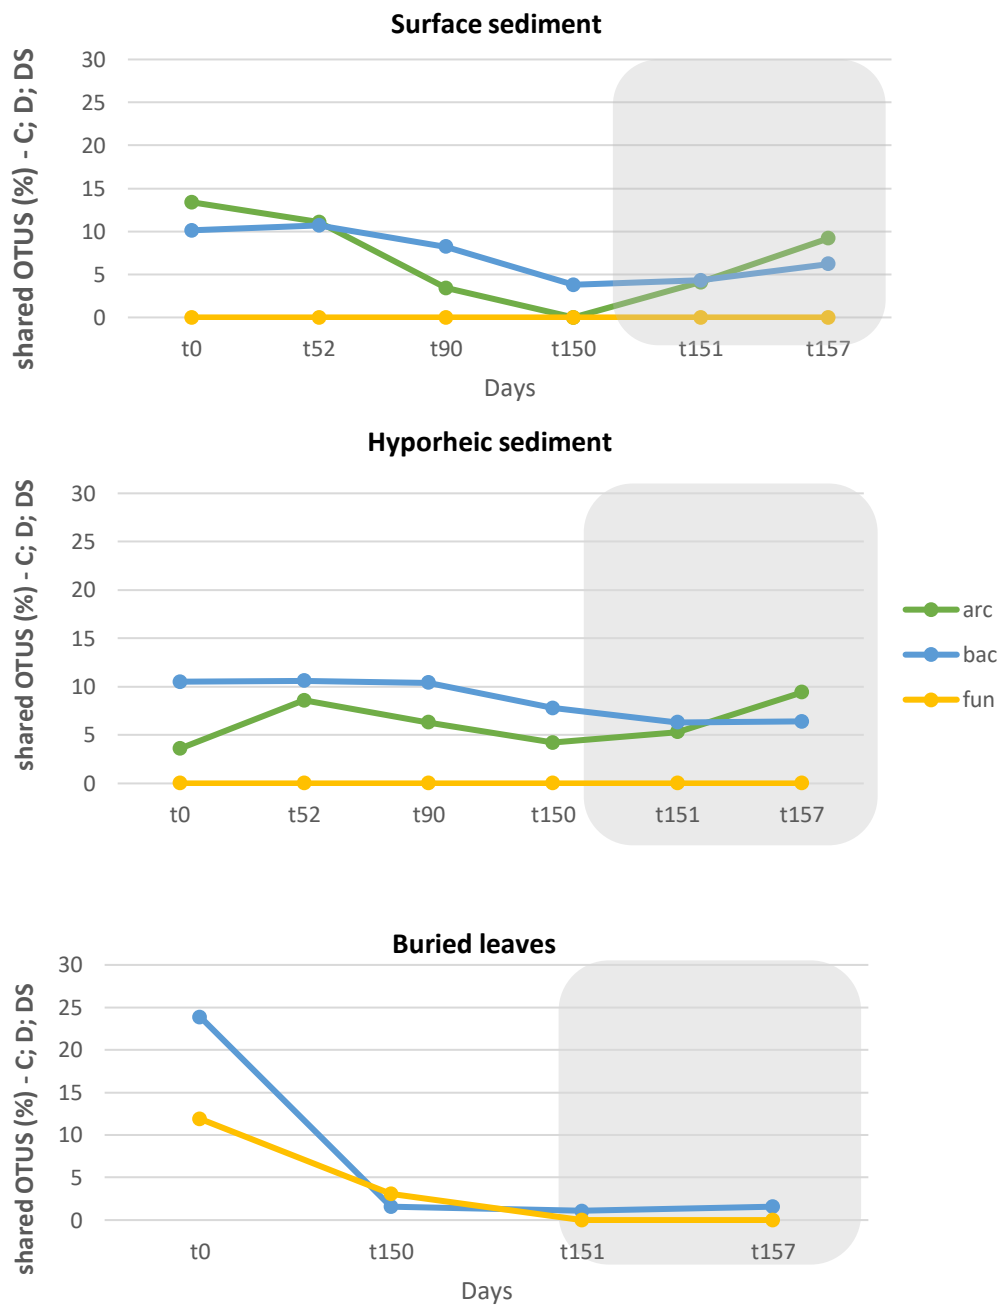 Surface sediment
shared OTUS (%) - C; D; DS
30
25
20
15
10
5
0
t0 t52 t90 t150 t151 t157
Days
Hyporheic sediment
shared OTUS (%) - C; D; DS
30
25
20
15
10
5
0
t0 t52 t90 t150 t151 t157
arc
bac
fun
Buried leaves
shared OTUS (%) - C; D; DS
30
25
20
15
10
5
0
t0 t150 t151 t157
Days